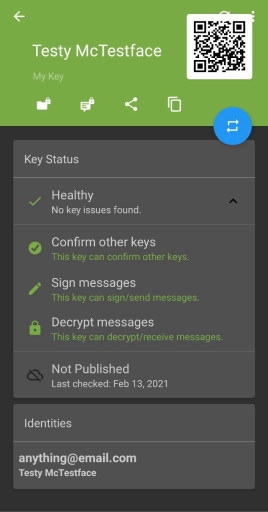 Testy McTestface
My Key
Key Status
Healthy
No key issues found.
Confirm other keys
This key can confirm other keys.
Sign messages
This key can sign/send messages.
Decrypt messages
This key can decrypt/receive messages.
Not Published
Last checked: Feb 13, 2021
Identities
anything@email.com
Testy McTestface